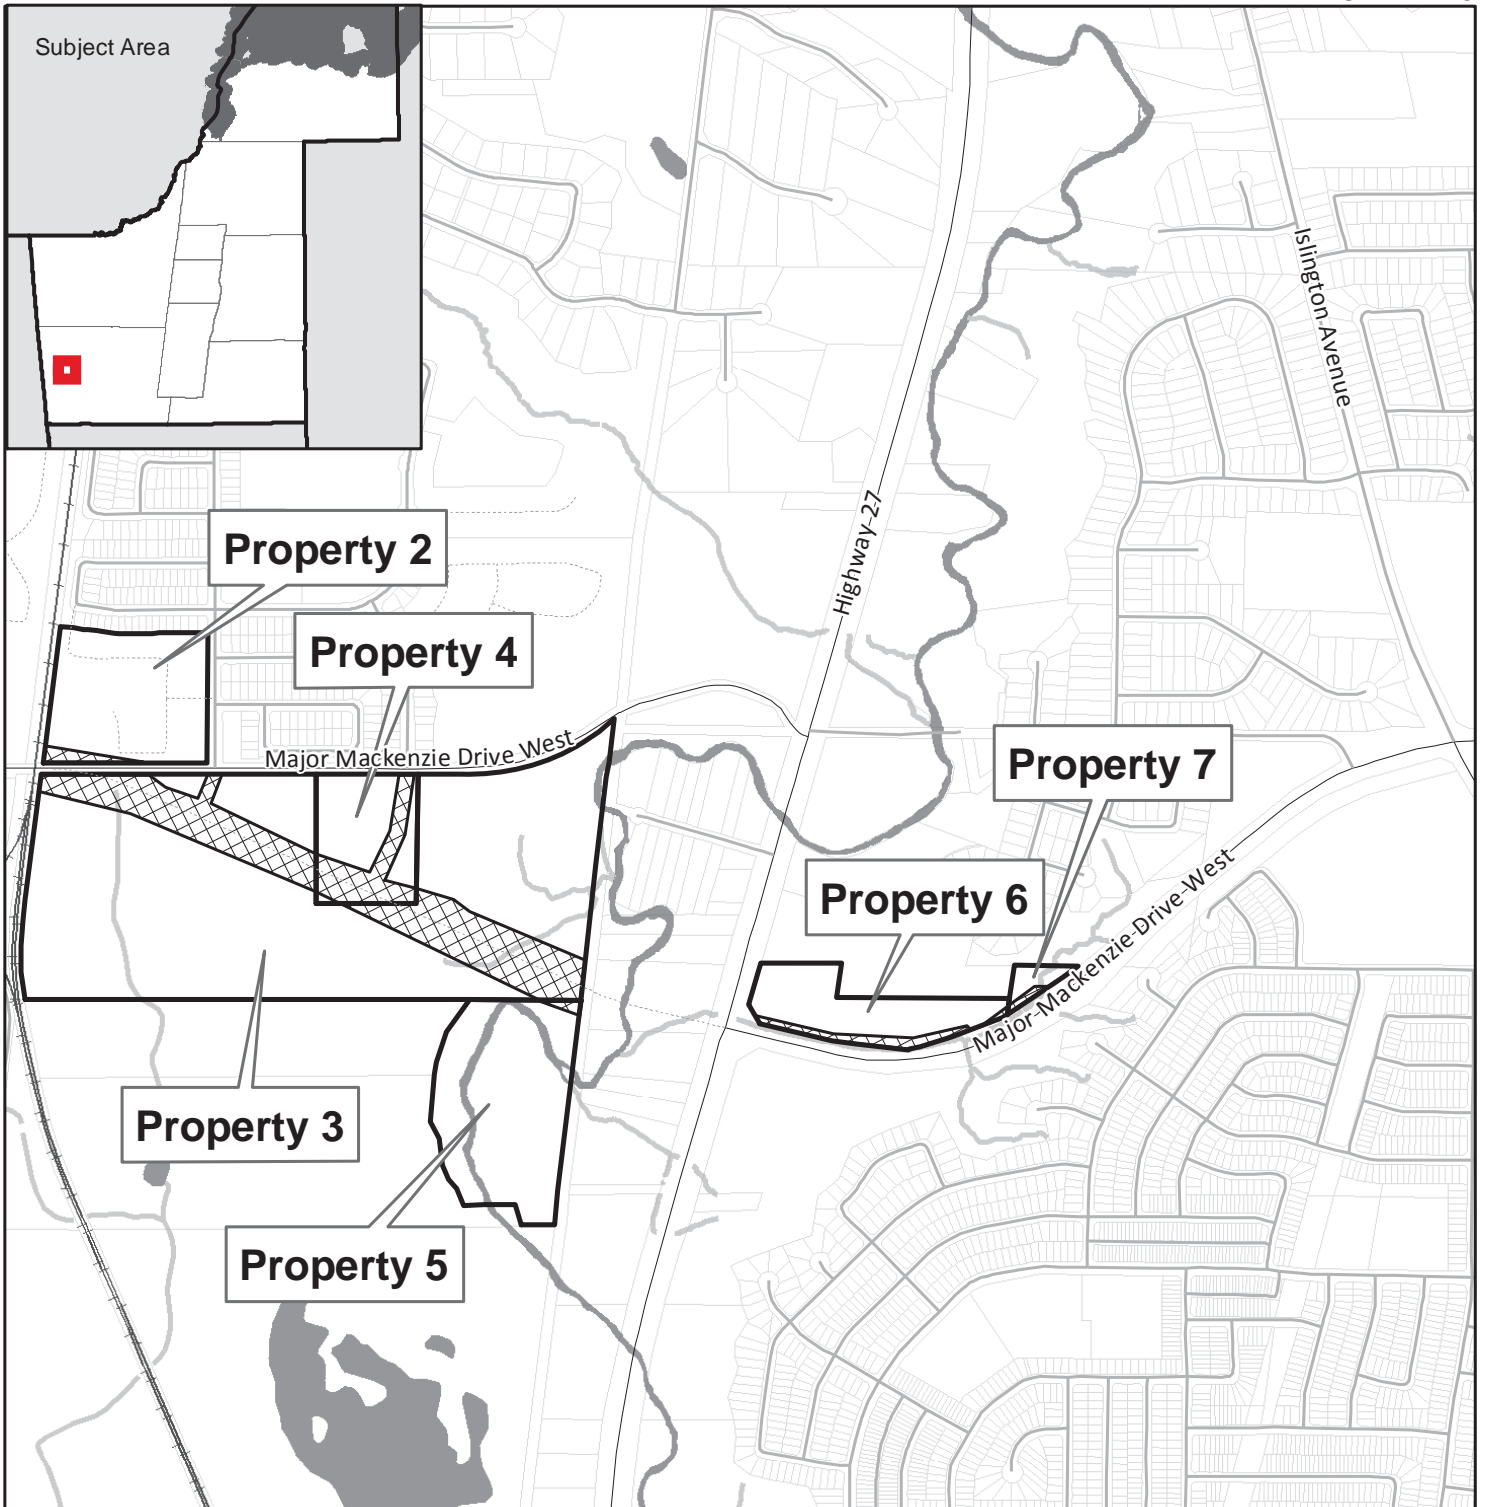 Subject Area
Islington Avenue
Highway 27
Property 2
Property 4
Major Mackenzie Drive West
Property 7
Property 6
Major Mackenzie Drive West
Property 3
Property 5